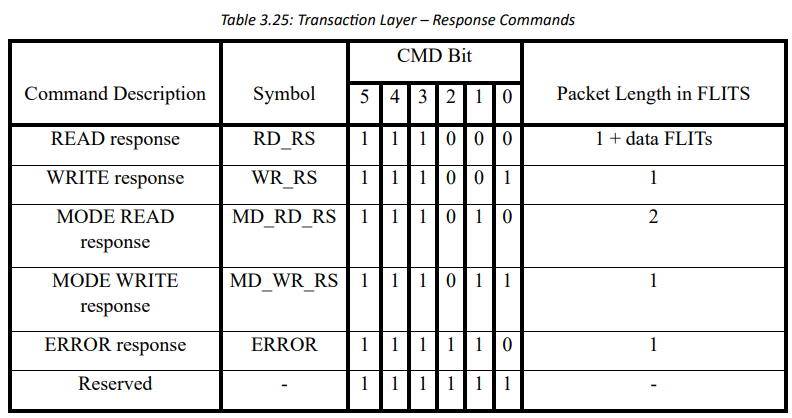 Table 3.25: Transaction Layer – Response Commands
CMD Bit
Command Description Symbol 5 4 3 2 1 0 Packet Length in FLITS
READ response RD_RS 1 1 1 0 0 0 1 + data FLITs
WRITE response WR_RS 1 1 1 0 0 1 1
MODE READ MD_RD_RS 1 1 1 0 1 0 2
response
MODE WRITE MD_WR_RS 1 1 1 0 1 1 1
response
ERROR response ERROR 1 1 1 1 1 0 1
Reserved - 1 1 1 1 1 1 -